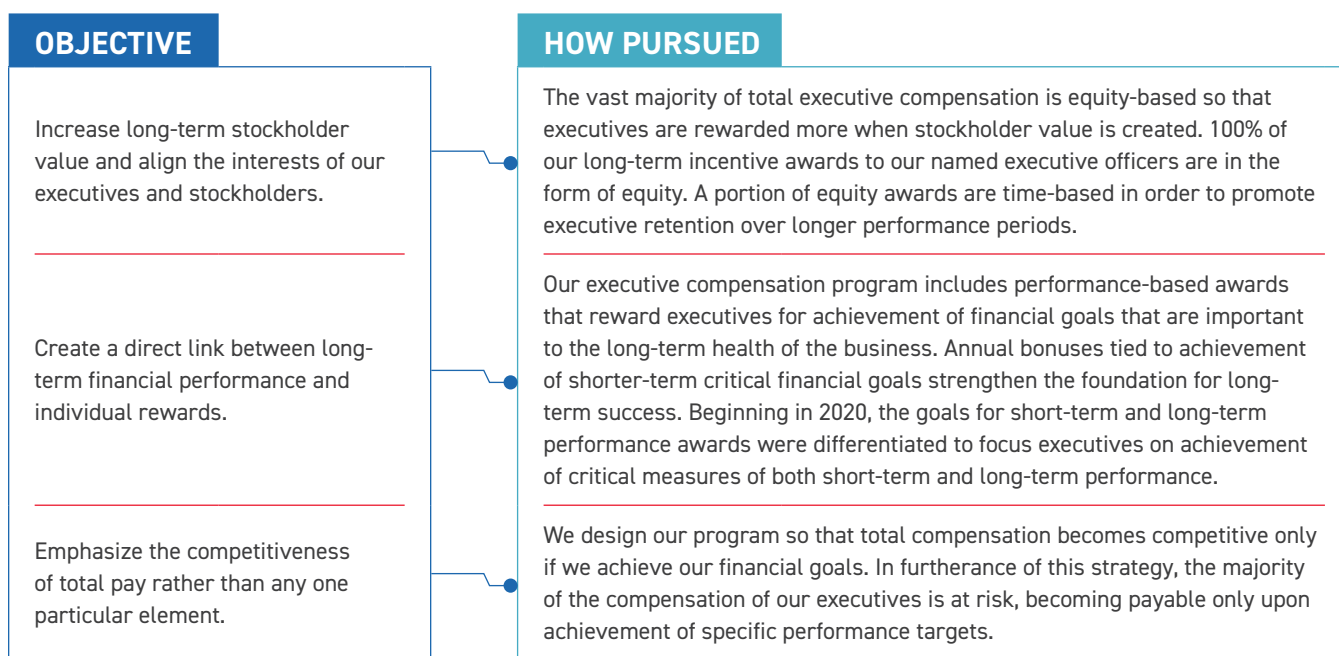 OBJECTIVE
HOW PURSUED
Increase long-term stockholder
value and align the interests of our
executives and stockholders.
The vast majority of total executive compensation is equity-based so that
executives are rewarded more when stockholder value is created. 100% of
our long-term incentive awards to our named executive officers are in the
form of equity. A portion of equity awards are time-based in order to promote
executive retention over longer performance periods.
Create a direct link between long-
term financial performance and
individual rewards.
Our executive compensation program includes performance-based awards
that reward executives for achievement of financial goals that are important
to the long-term health of the business. Annual bonuses tied to achievement
of shorter-term critical financial goals strengthen the foundation for long-
term success. Beginning in 2020, the goals for short-term and long-term
performance awards were differentiated to focus executives on achievement
of critical measures of both short-term and long-term performance.
Emphasize the competitiveness
of total pay rather than any one
particular element.
We design our program so that total compensation becomes competitive only
if we achieve our financial goals. In furtherance of this strategy, the majority
of the compensation of our executives is at risk, becoming payable only upon
achievement of specific performance targets.